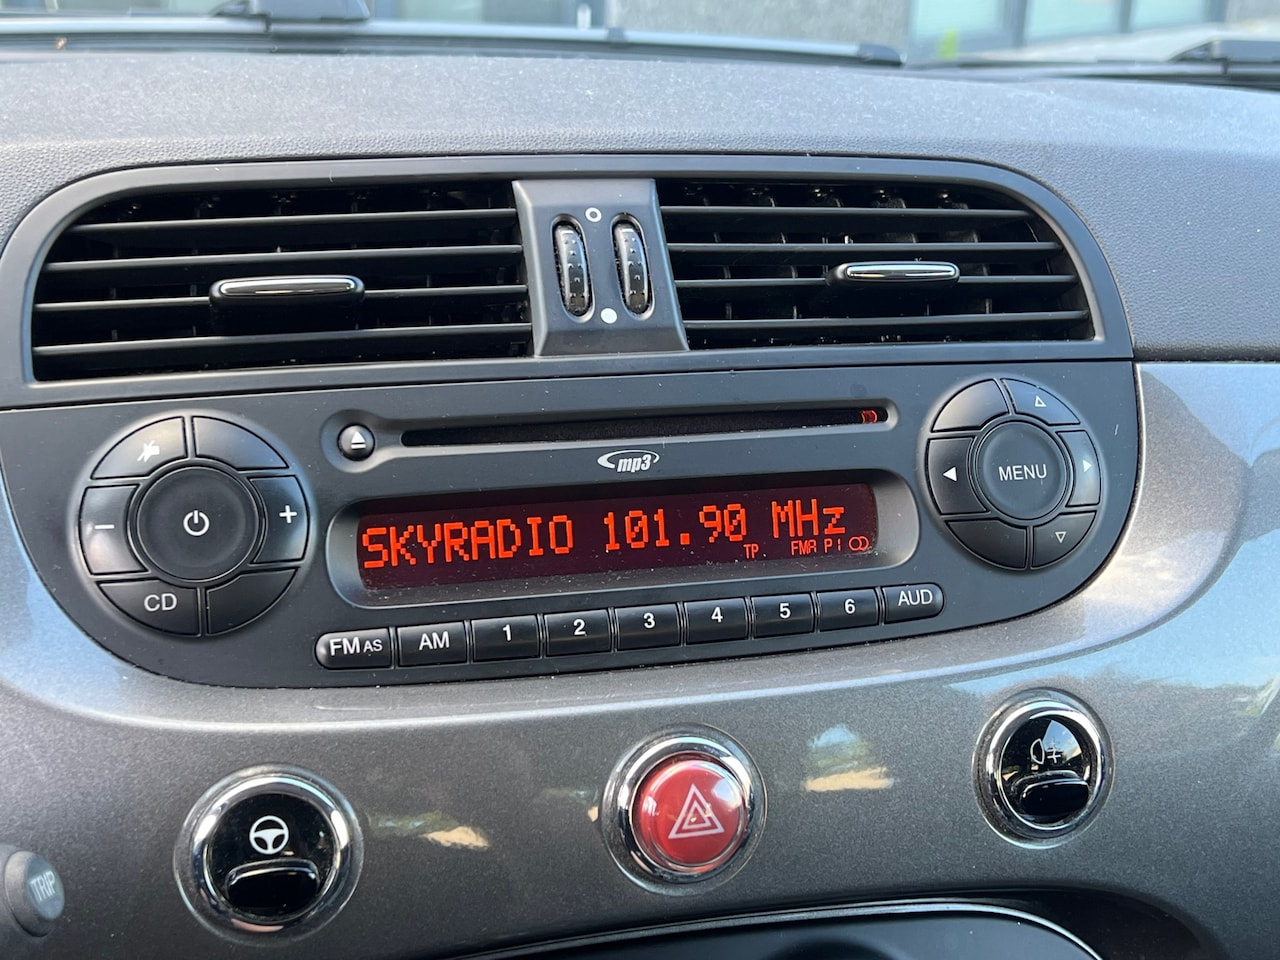 mp3
MENU
SKYRADIO 101.90 MHz
TP FMA PI
CD
FM AS AM 1 2 3 4 5 6 AUD
TRIP